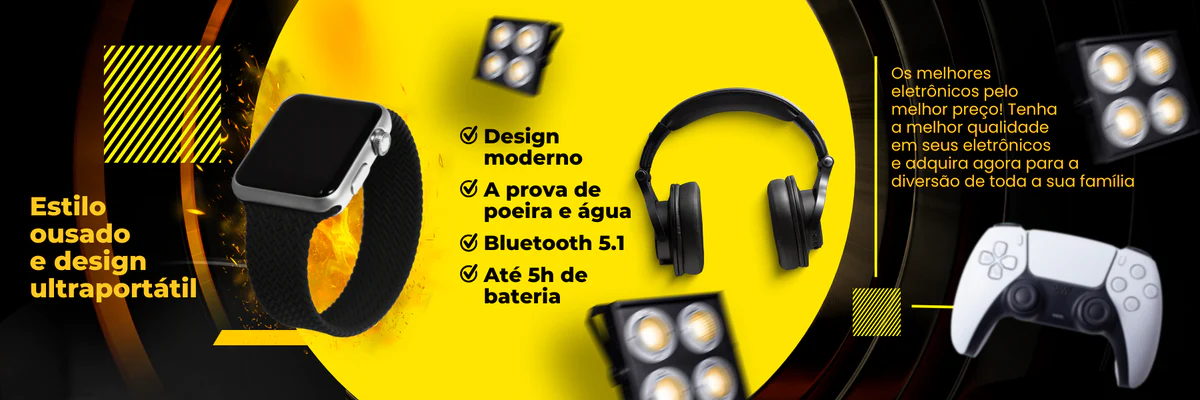 Estilo
ousado
e design
ultraportátil
Design
moderno
A prova de
poeira e água
Bluetooth 5.1
Até 5h de
bateria
Os melhores
eletrônicos pelo
melhor preço! Tenha
a melhor qualidade
em seus eletrônicos
e adquira agora para a
diversão de toda a sua família